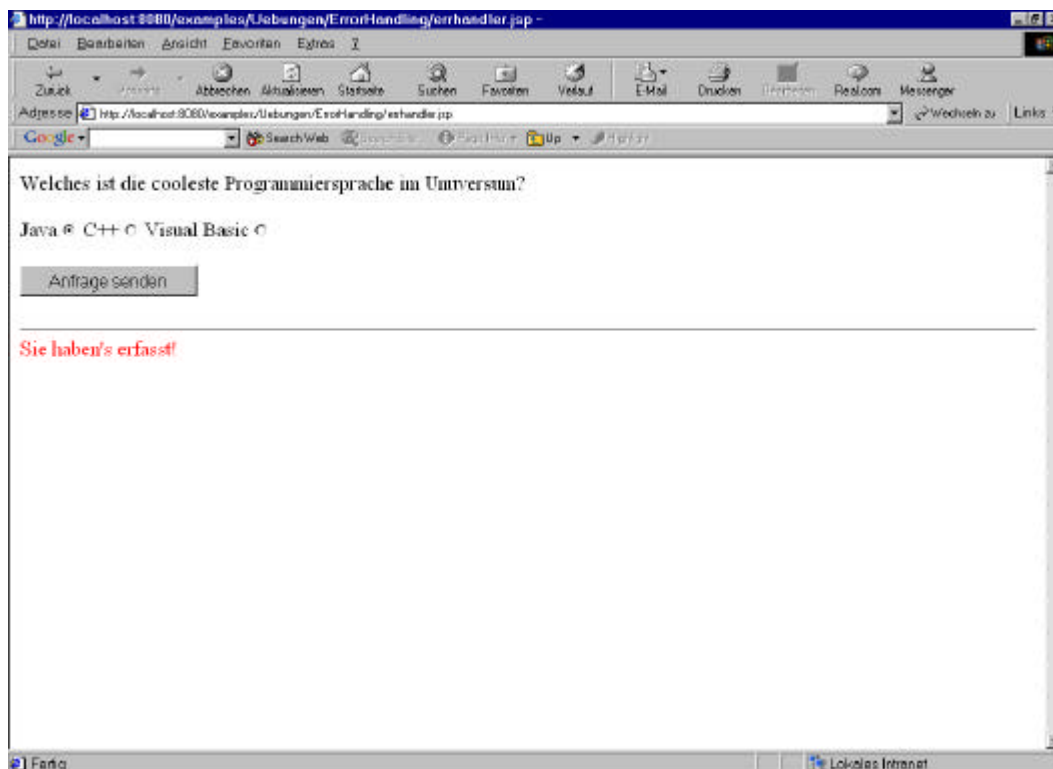 http://localhost:8080/examples/Uebungen/ErrorHandling/errhandler.jsp -
Datei Bearbeiten Ansicht Favoriten Extras ?
Zurück Abbrechen Aktualisieren Startseite Suchen Favoriten Verlauf E-Mail Drucken Real.com Messenger
Adresse http://localhost:8080/examples/Uebungen/ErrorHandling/errhandler.jsp Wechseln zu Links
Google Search Web Up
Welches ist die cooleste Programmiersprache im Universum?
Java C++ Visual Basic
Anfrage senden
Sie haben's erfasst!
Fertig Lokales Intranet